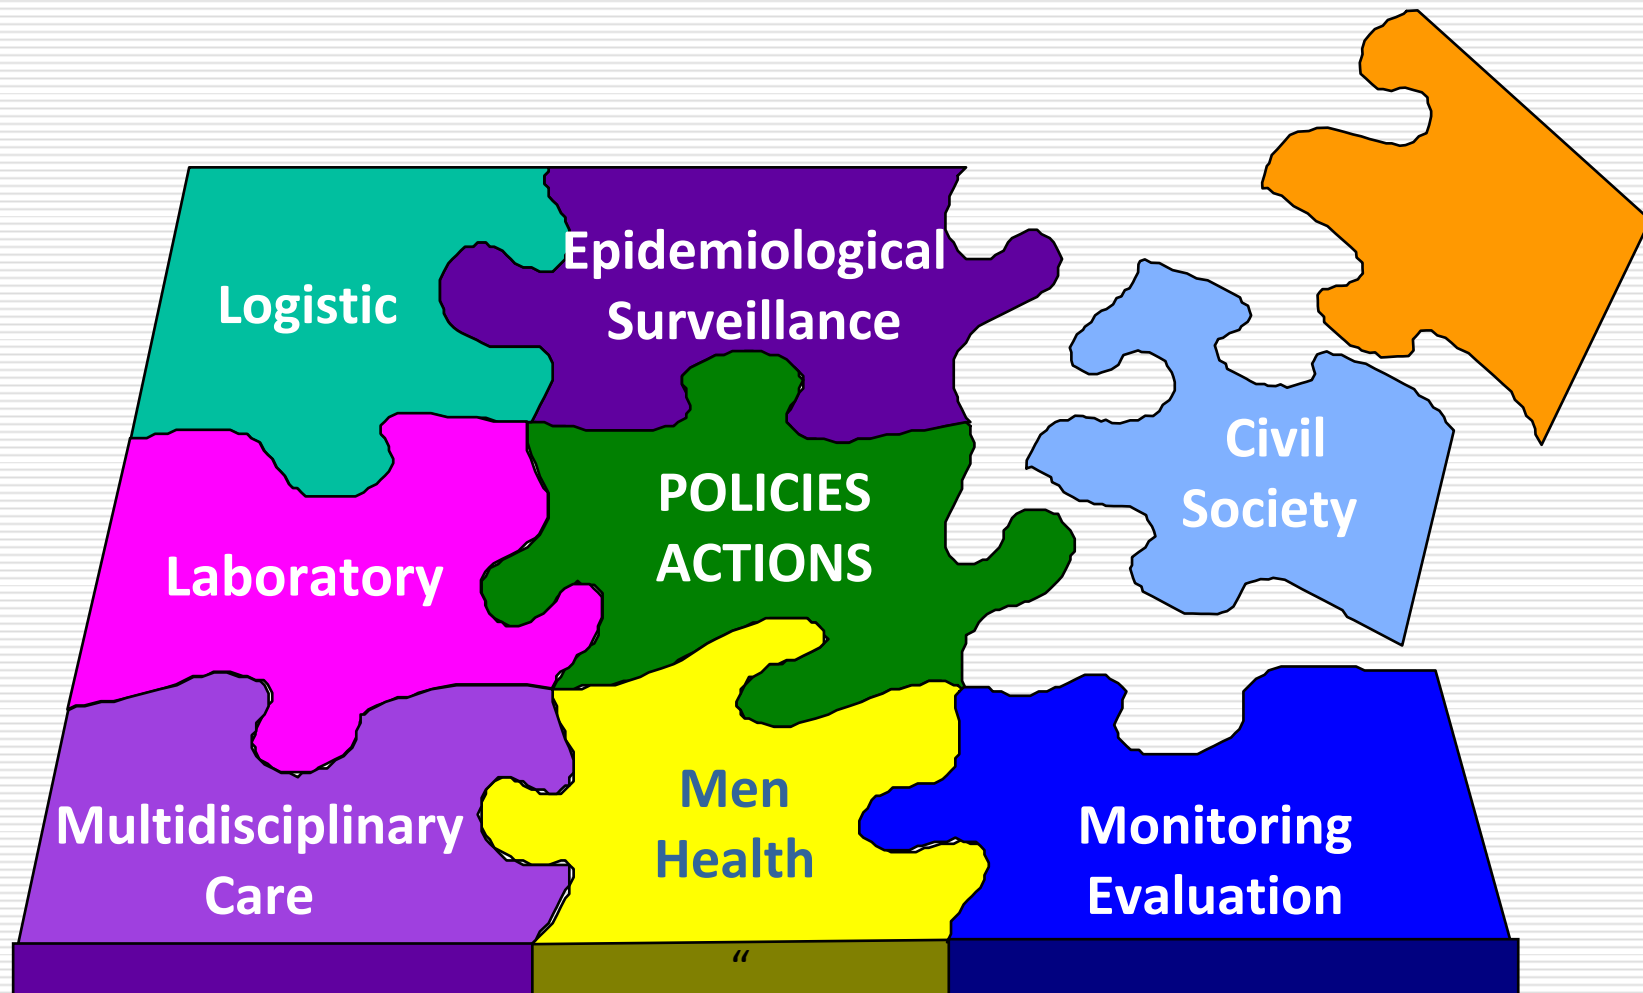 Logistic
Epidemiological
Surveillance
Civil
Society
POLICIES
ACTIONS
Laboratory
Multidisciplinary
Care
Men
Health
Monitoring
Evaluation
“